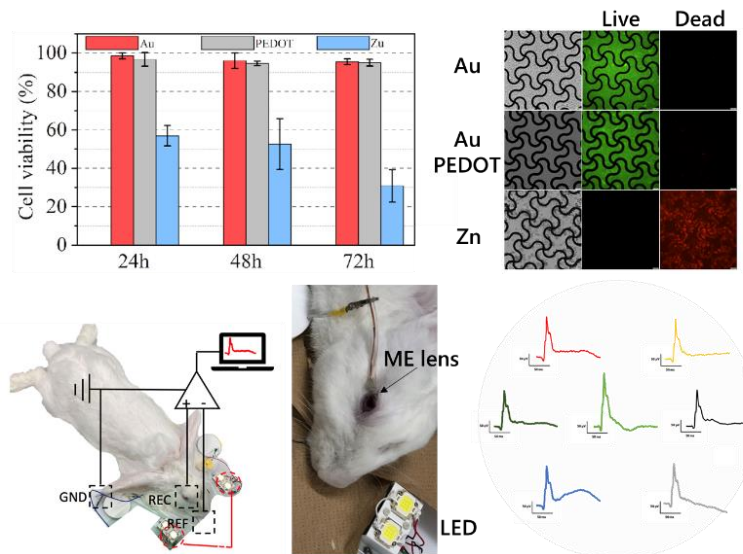 Au
PEDOT
Zu
Cell viability (%)
100
80
60
40
20
0
24h
48h
72h
Live
Dead
Au
Au
PEDOT
Zn
GND
REC
REF
ME lens
LED